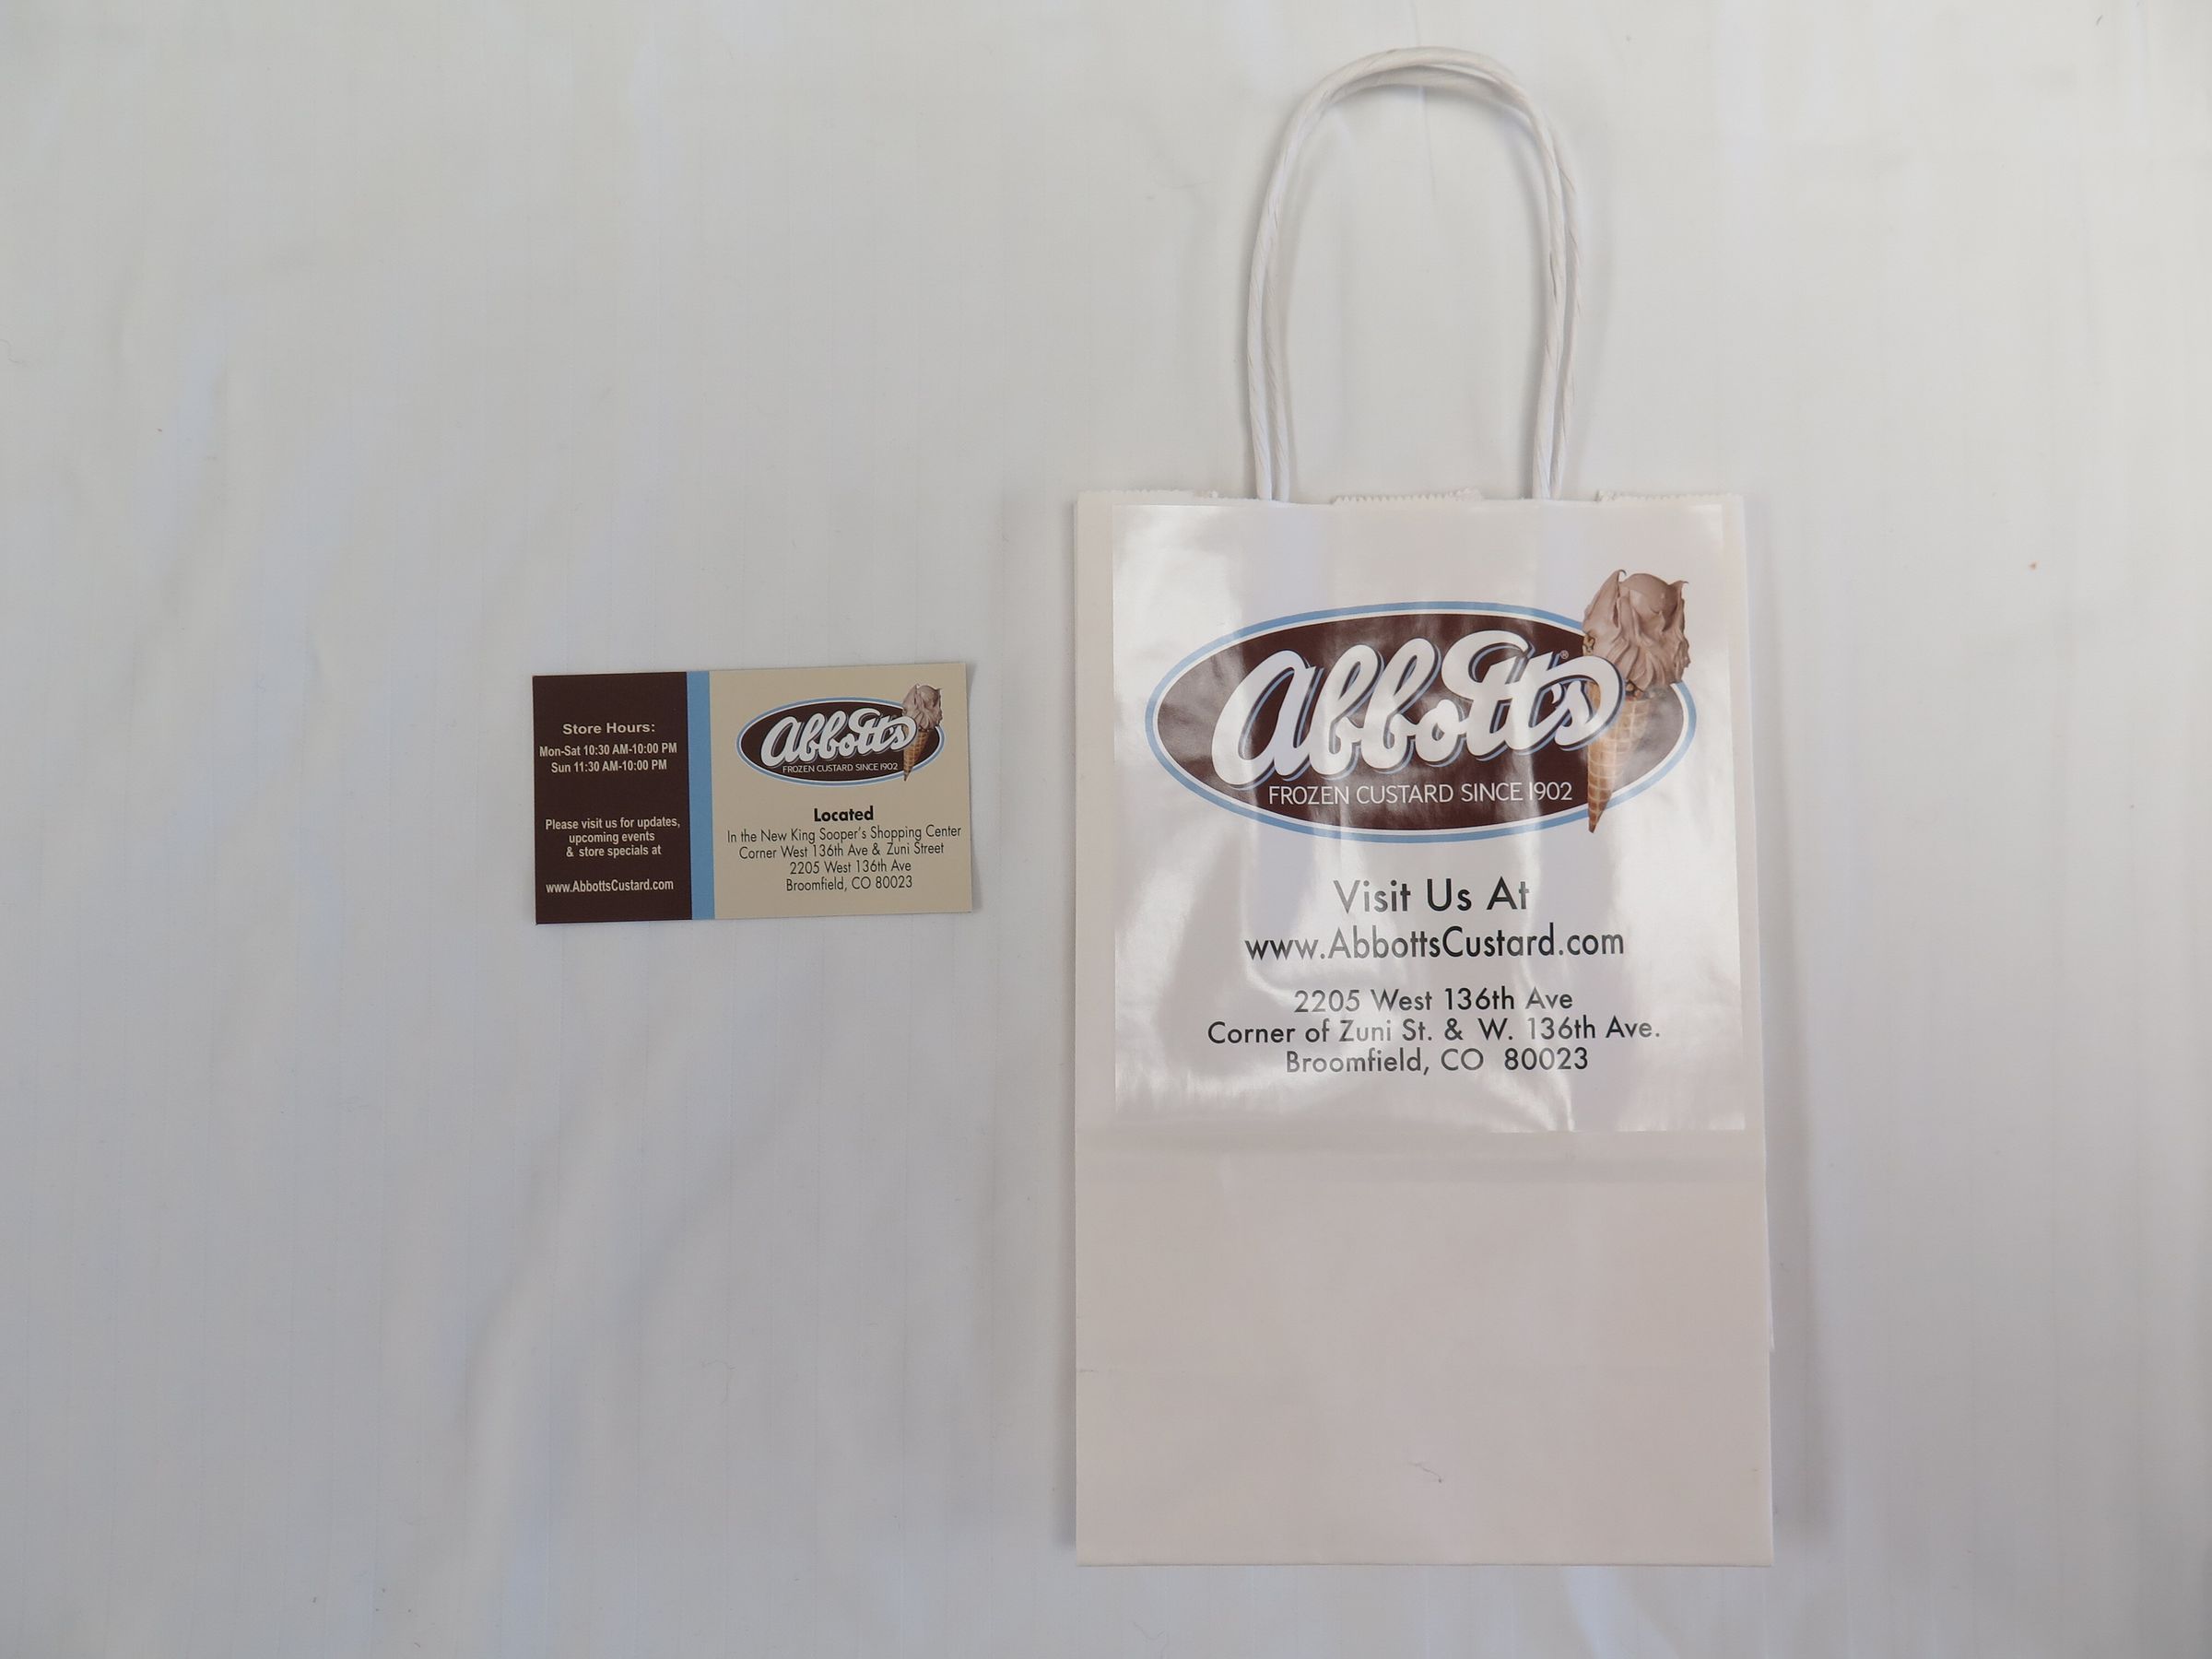 Store Hours:
Mon-Sat 10:30 AM-10:00 PM
Sun 11:30 AM-10:00 PM
Please visit us for updates,
upcoming events
& store specials at
www.AbbottsCustard.com
Abbott's
FROZEN CUSTARD SINCE 1902
Located
In the New King Sooper's Shopping Center
Corner West 136th Ave & Zuni Street
2205 West 136th Ave
Broomfield, CO 80023
Abbott's®
FROZEN CUSTARD SINCE 1902
Visit Us At
www.AbbottsCustard.com
2205 West 136th Ave
Corner of Zuni St. & W. 136th Ave.
Broomfield, CO 80023